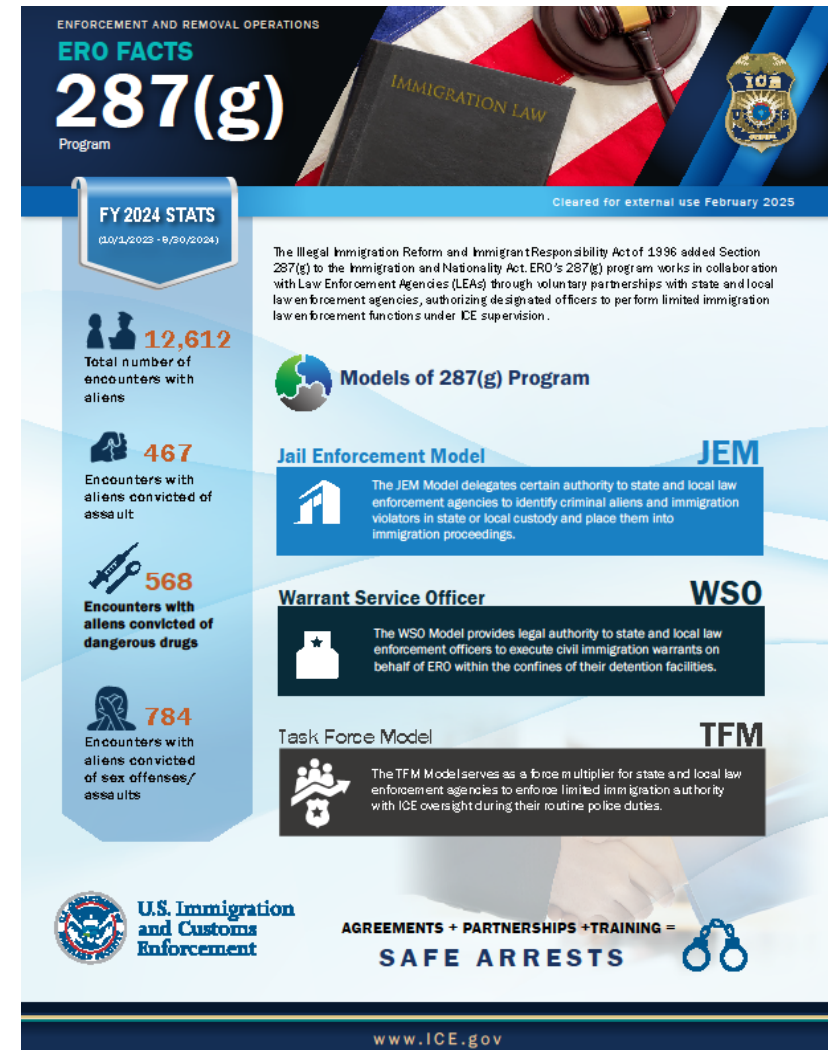 ENFORCEMENT AND REMOVAL OPERATIONS
ERO FACTS
287(g)
Program
IMMIGRATION LAW
ICE
Cleared for external use February 2025
FY 2024 STATS
(10/1/2023 - 9/30/2024)
12,612
Total number of
encounters with
aliens
467
Encounters with
aliens convicted of
assault
568
Encounters with
aliens convicted of
dangerous drugs
784
Encounters with
aliens convicted
of sex offenses/
assaults
The Illegal Immigration Reform and Immigrant Responsibility Act of 1996 added Section
287(g) to the Immigration and Nationality Act. ERO's 287(g) program works in collaboration
with Law Enforcement Agencies (LEAs) through voluntary partnerships with state and local
law enforcement agencies, authorizing designated officers to perform limited immigration
law enforcement functions under ICE supervision.
Models of 287(g) Program
Jail Enforcement Model JEM
The JEM Model delegates certain authority to state and local law
enforcement agencies to identify criminal aliens and immigration
violators in state or local custody and place them into
immigration proceedings.
Warrant Service Officer WSO
The WSO Model provides legal authority to state and local law
enforcement officers to execute civil immigration warrants on
behalf of ERO within the confines of their detention facilities.
Task Force Model TFM
The TFM Model serves as a force multiplier for state and local law
enforcement agencies to enforce limited immigration authority
with ICE oversight during their routine police duties.
U.S. Immigration
and Customs
Enforcement
AGREEMENTS + PARTNERSHIPS +TRAINING =
SAFE ARRESTS
www.ICE.gov